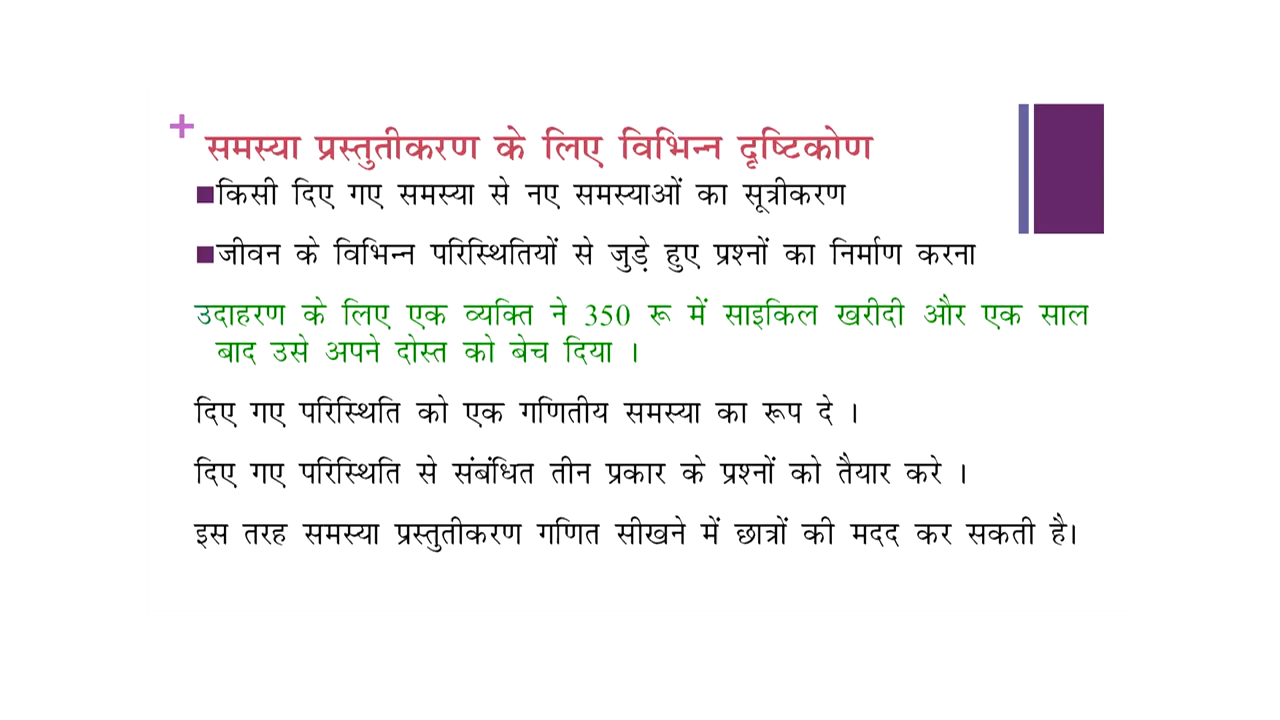 + समस्या प्रस्तुतीकरण के लिए विभिन्न दृष्टिकोण
किसी दिए गए समस्या से नए समस्याओं का सूत्रीकरण
जीवन के विभिन्न परिस्थितियों से जुड़े हुए प्रश्नों का निर्माण करना
उदाहरण के लिए एक व्यक्ति ने 350 रू में साइकिल खरीदी और एक साल
बाद उसे अपने दोस्त को बेच दिया ।
दिए गए परिस्थिति को एक गणितीय समस्या का रूप दे ।
दिए गए परिस्थिति से संबंधित तीन प्रकार के प्रश्नों को तैयार करे ।
इस तरह समस्या प्रस्तुतीकरण गणित सीखने में छात्रों की मदद कर सकती है।